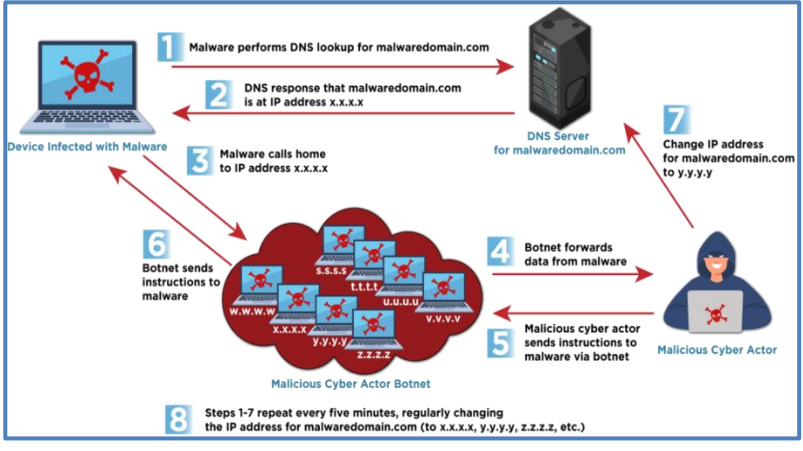 1
Malware performs DNS lookup for malwaredomain.com
2
DNS response that malwaredomain.com
is at IP address x.x.x.x
Device Infected with Malware
DNS Server
for malwaredomain.com
7
Change IP address
for malwaredomain.com
to y.y.y.y
3
Malware calls home
to IP address x.x.x.x
6
Botnet sends
instructions to
malware
s.s.s.s
t.t.t.t
u.u.u.u
v.v.v.v
w.w.w.w
x.x.x.x
y.y.y.y
z.z.z.z
Malicious Cyber Actor Botnet
4
Botnet forwards
data from malware
5
Malicious cyber actor
sends instructions to
malware via botnet
Malicious Cyber Actor
8
Steps 1-7 repeat every five minutes, regularly changing
the IP address for malwaredomain.com (to x.x.x.x, y.y.y.y, z.z.z.z, etc.)